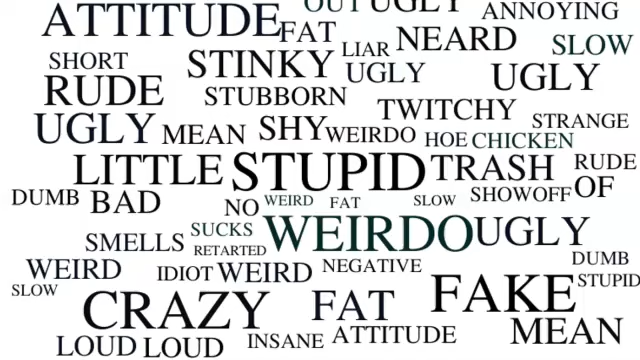 OUT UGLY
ANNOYING
ATTITUDE
FAT
NEARD
LIAR
SLOW
SHORT
STINKY
UGLY
UGLY
RUDE
STUBBORN
TWITCHY
STRANGE
UGLY MEAN SHY WEIRDO HOE CHICKEN
LITTLE STUPID TRASH RUDE
DUMB BAD NO WEIRD FAT SLOW SHOWOFF OF
SUCKS
SMELLS RETARTED WEIRDO UGLY
DUMB
WEIRD IDIOT WEIRD NEGATIVE
STUPID
SLOW
CRAZY FAT FAKE
LOUD LOUD INSANE ATTITUDE MEAN